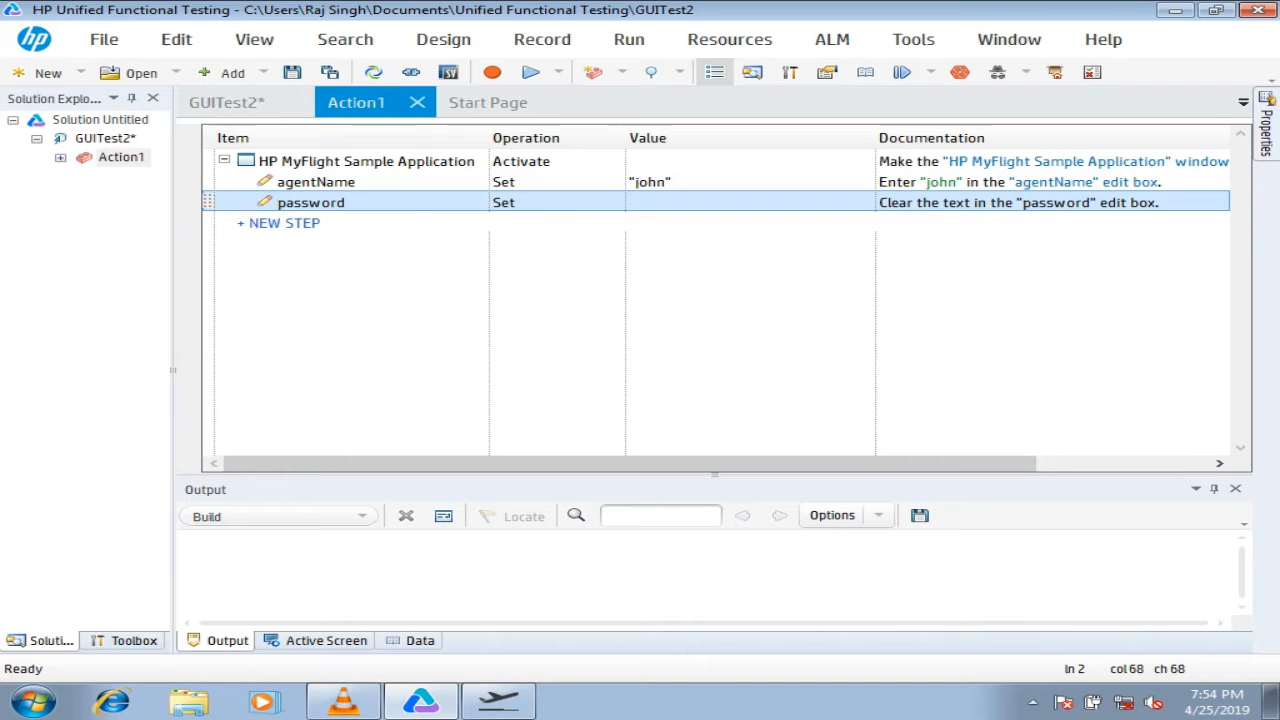 HP Unified Functional Testing - C:\Users\Raj Singh\Documents\Unified Functional Testing\GUITest2
hp File Edit View Search Design Record Run Resources ALM Tools Window Help
New Open Add SV
Solution Explo... GUITest2* Action1 Start Page
Solution Untitled
GUITest2*
Action1
Item Operation Value Documentation
HP MyFlight Sample Application Activate Make the "HP MyFlight Sample Application" window
agentName Set "john" Enter "john" in the "agentName" edit box.
password Set Clear the text in the "password" edit box.
+ NEW STEP
Properties
Output
Build Locate Options
Soluti... Toolbox Output Active Screen Data
Ready ln 2 col 68 ch 68
7:54 PM
4/25/2019